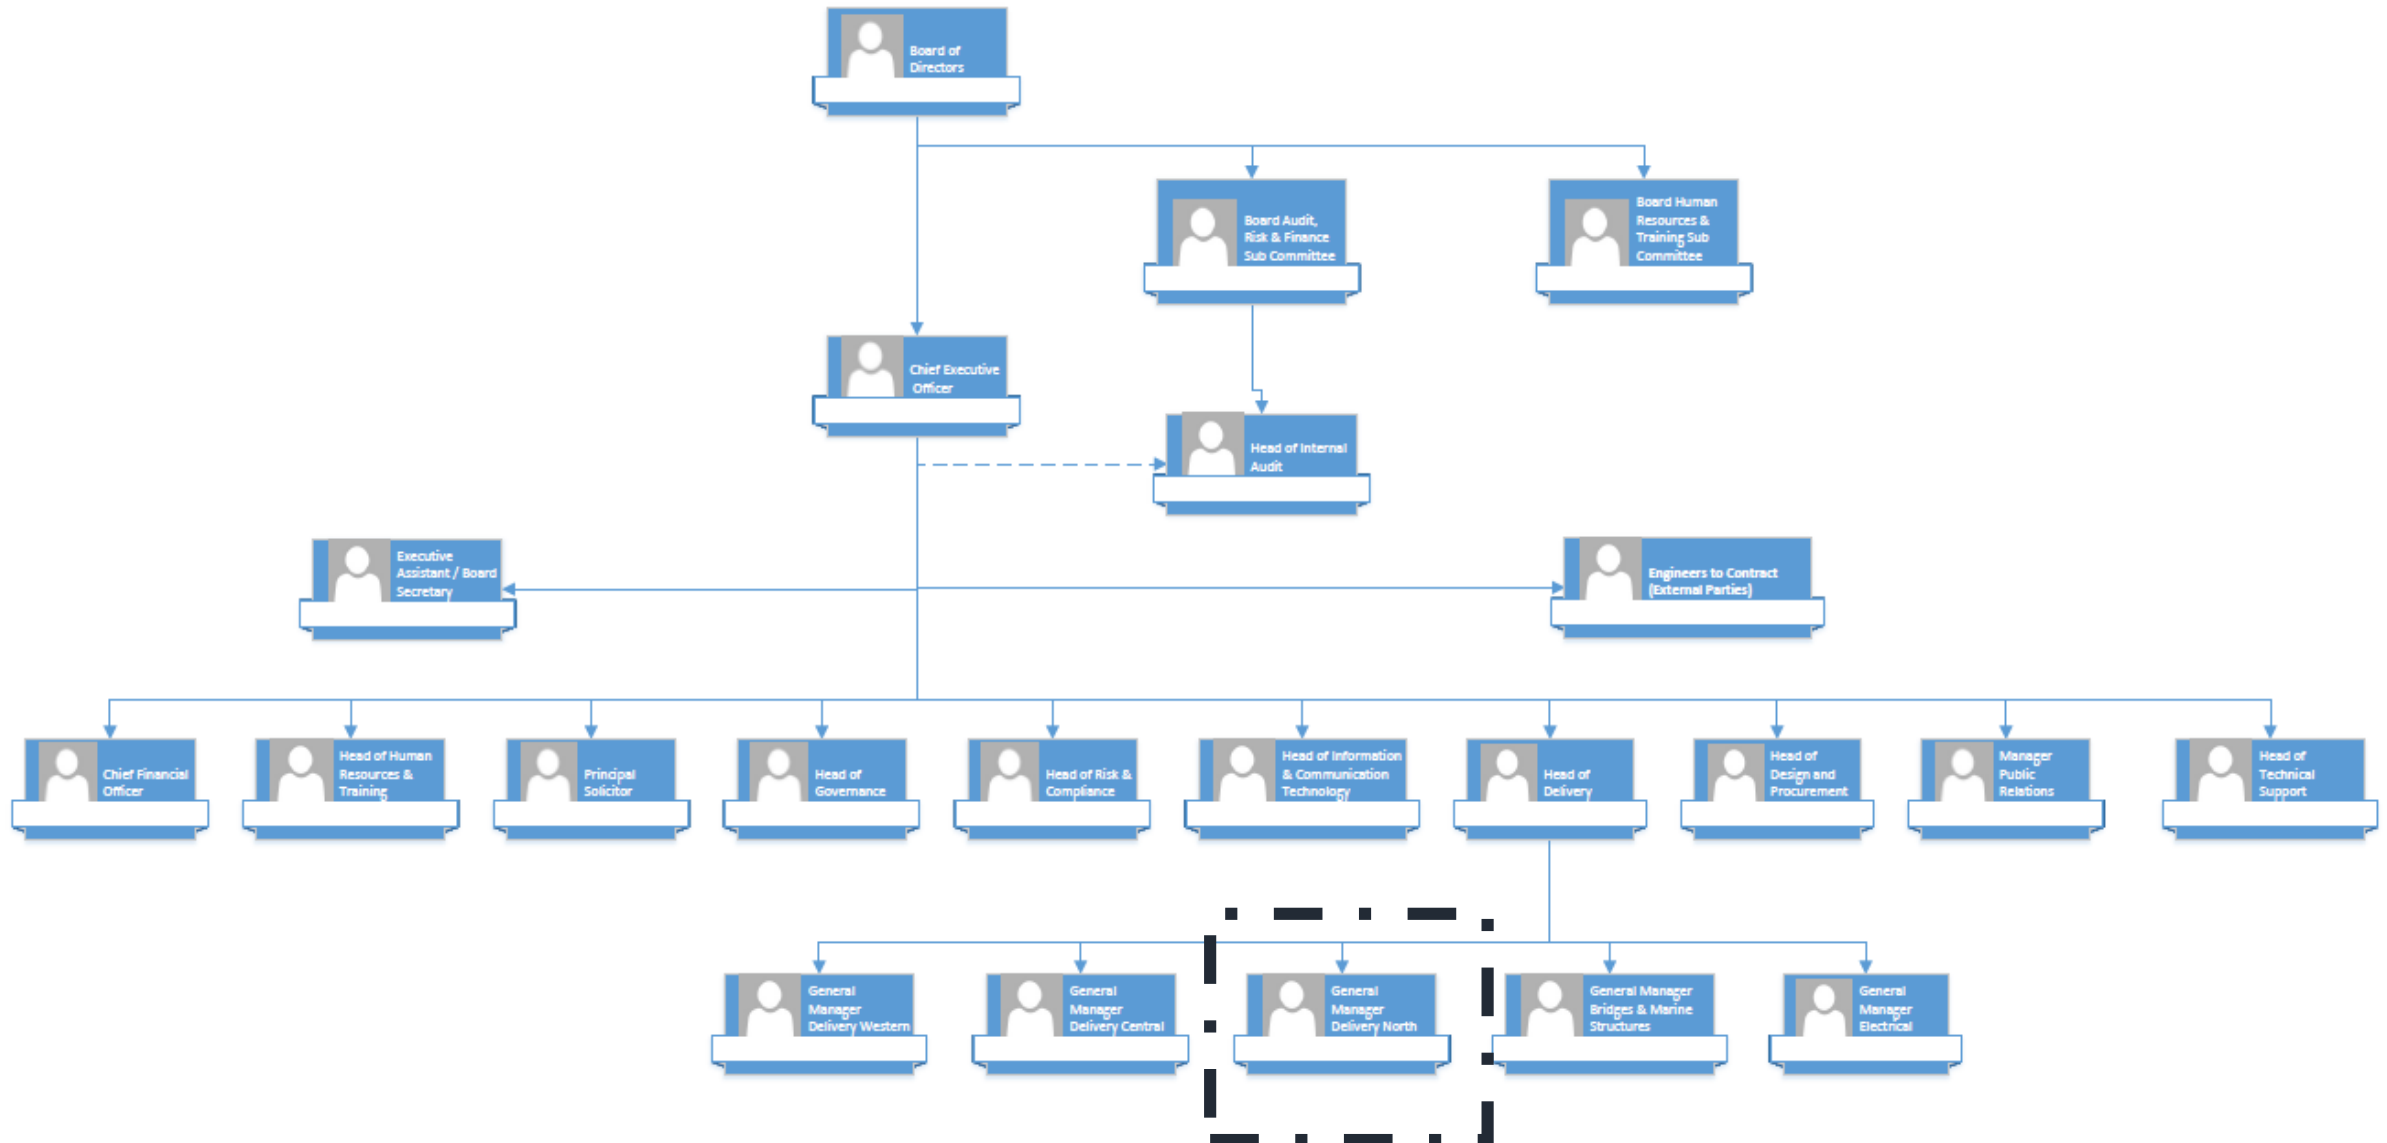 Board of
Directors
Board Audit,
Risk & Finance
Sub Committee
Board Human
Resources &
Training Sub
Committee
Chief Executive
Officer
Head of Internal
Audit
Executive
Assistant / Board
Secretary
Engineers to Contract
(External Parties)
Chief Financial
Officer
Head of Human
Resources &
Training
Principal
Solicitor
Head of
Governance
Head of Risk &
Compliance
Head of Information
& Communication
Technology
Head of
Delivery
Head of
Design and
Procurement
Manager
Public
Relations
Head of
Technical
Support
General
Manager
Delivery Western
General
Manager
Delivery Central
General
Manager
Delivery North
General Manager
Bridges & Marine
Structures
General
Manager
Electrical